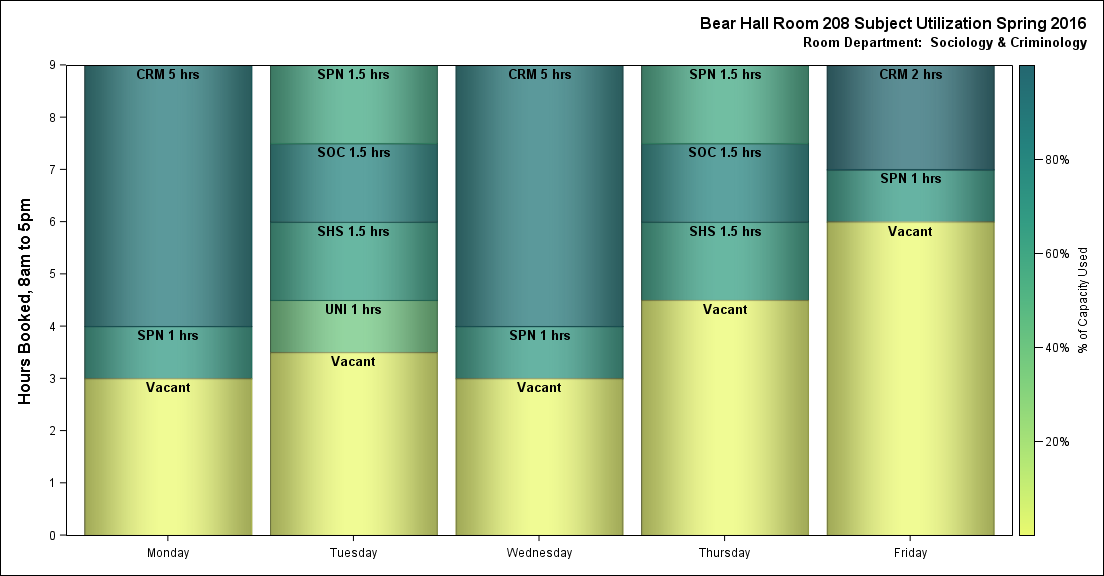 Bear Hall Room 208 Subject Utilization Spring 2016
Room Department:  Sociology & Criminology
Hours Booked, 8am to 5pm
9
8
7
6
5
4
3
2
1
0
CRM 5 hrs
SPN 1 hrs
Vacant
SPN 1.5 hrs
SOC 1.5 hrs
SHS 1.5 hrs
UNI 1 hrs
Vacant
CRM 5 hrs
SPN 1 hrs
Vacant
SPN 1.5 hrs
SOC 1.5 hrs
SHS 1.5 hrs
Vacant
CRM 2 hrs
SPN 1 hrs
Vacant
Monday
Tuesday
Wednesday
Thursday
Friday
80%
60%
40%
20%
% of Capacity Used